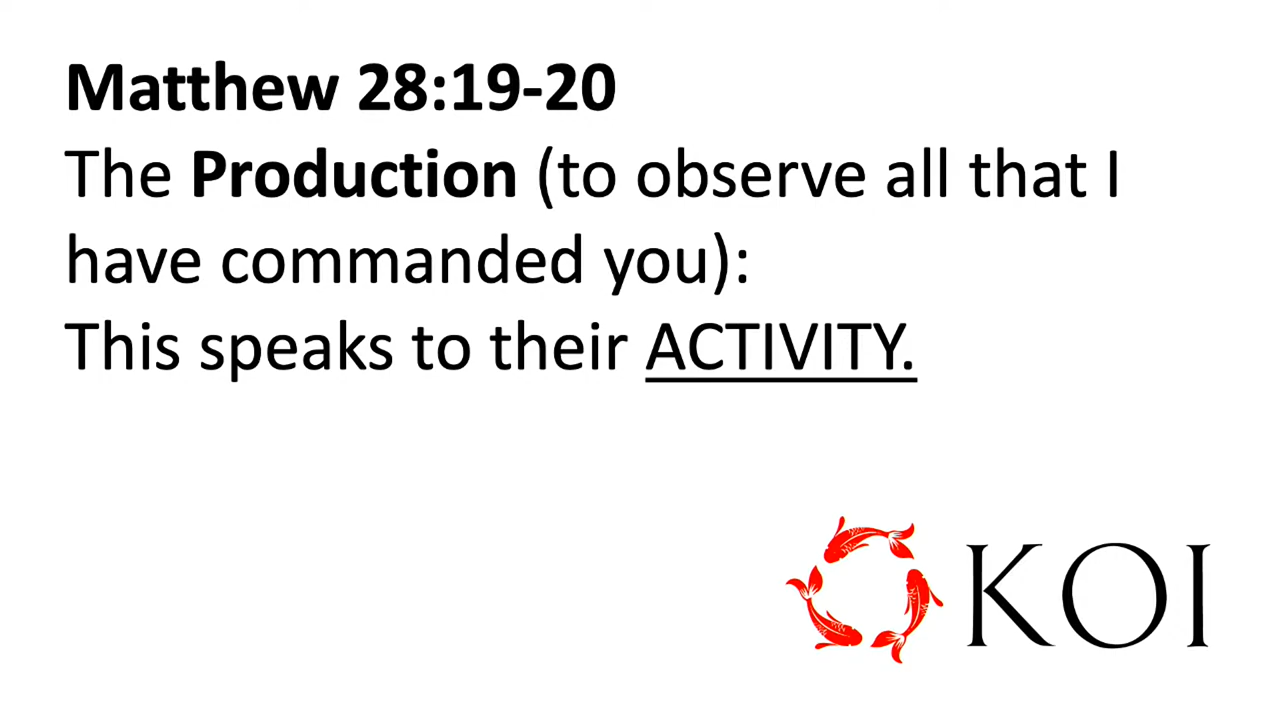 Matthew 28:19-20
The Production (to observe all that I
have commanded you):
This speaks to their ACTIVITY.
KOI